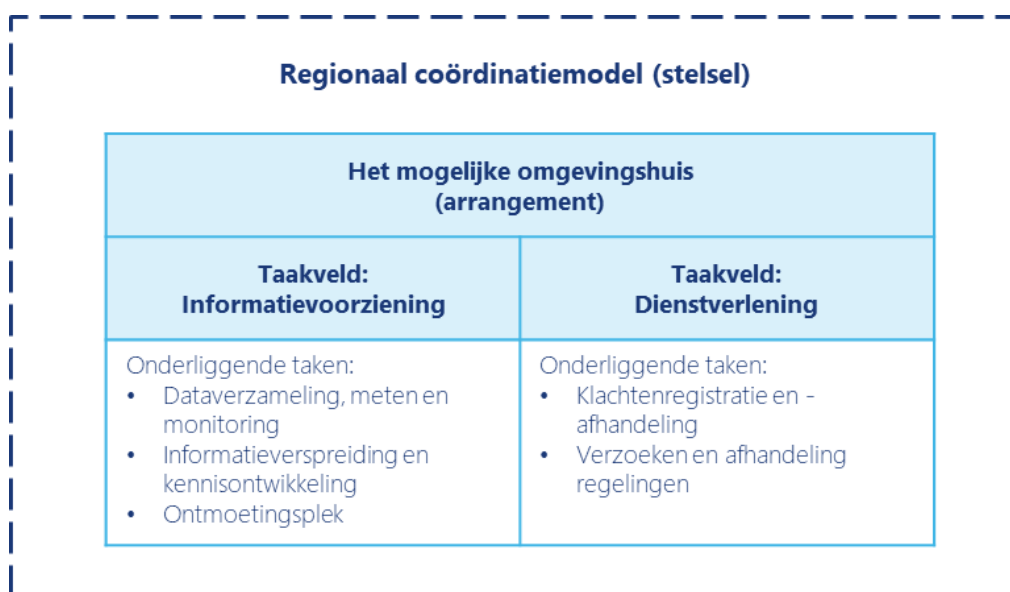 Regionaal coördinatiemodel (stelsel)
Het mogelijke omgevingshuis
(arrangement)
Taakveld:
Informatievoorziening
Taakveld:
Dienstverlening
Onderliggende taken:
• Dataverzameling, meten en
monitoring
• Informatieverspreiding en
kennisontwikkeling
• Ontmoetingsplek
Onderliggende taken:
• Klachtenregistratie en -
afhandeling
• Verzoeken en afhandeling
regelingen